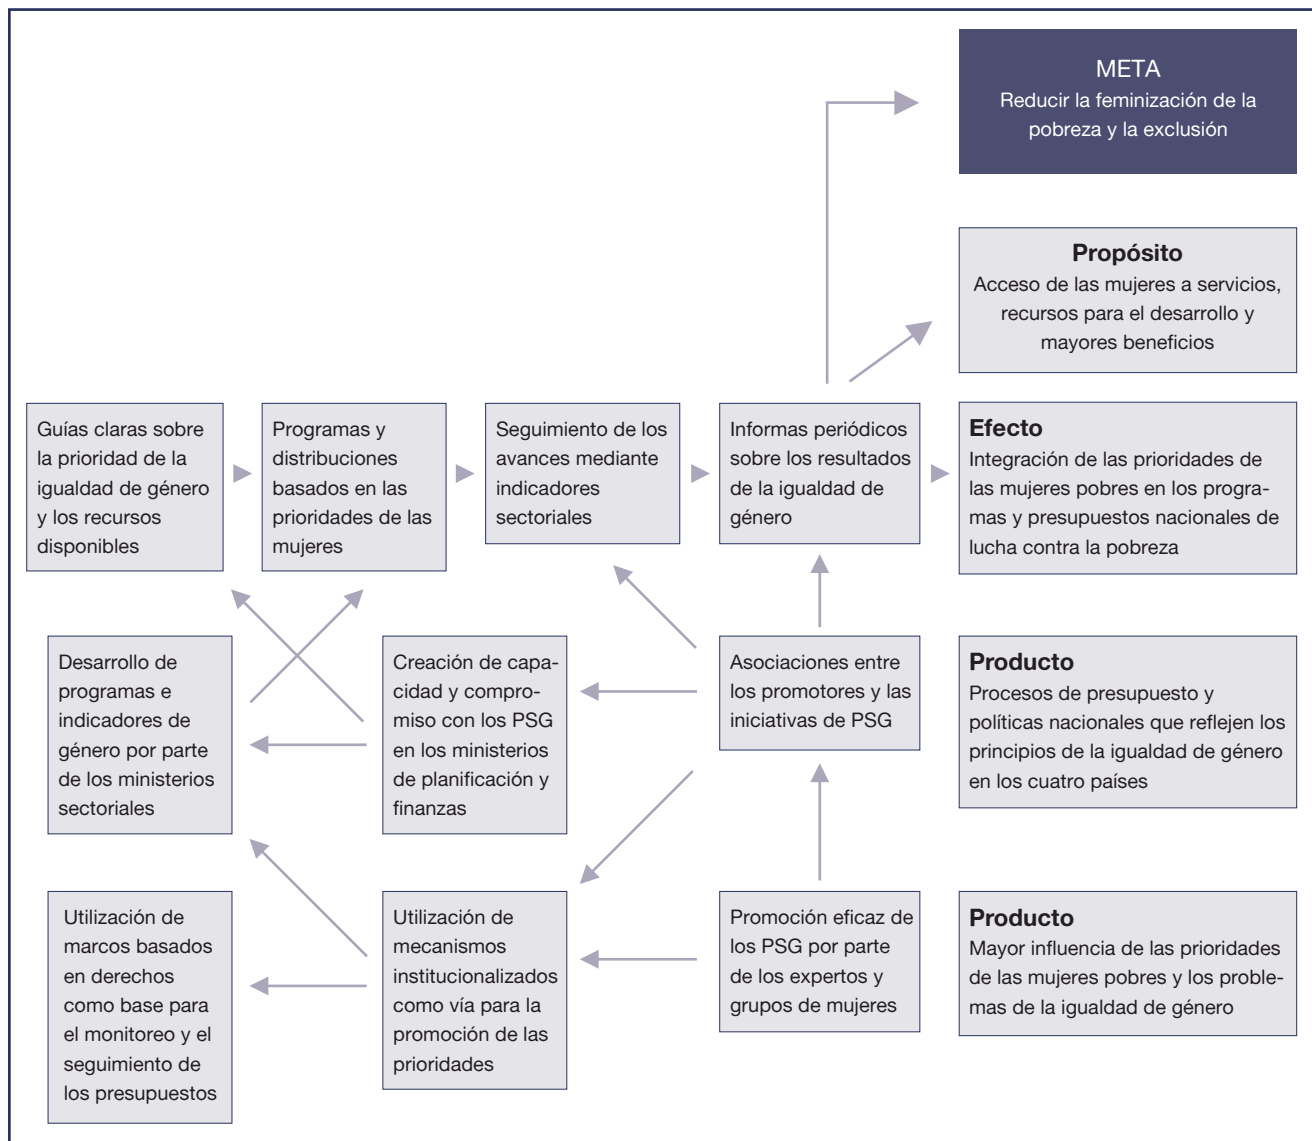 META
Reducir la feminización de la
pobreza y la exclusión
Propósito
Acceso de las mujeres a servicios,
recursos para el desarrollo y
mayores beneficios
Guías claras sobre
la prioridad de la
igualdad de género
y los recursos
disponibles
Programas y
distribuciones
basados en las
prioridades de las
mujeres
Seguimiento de los
avances mediante
indicadores
sectoriales
Informas periódicos
sobre los resultados
de la igualdad de
género
Efecto
Integración de las prioridades de
las mujeres pobres en los progra-
mas y presupuestos nacionales de
lucha contra la pobreza
Desarrollo de
programas e
indicadores de
género por parte
de los ministerios
sectoriales
Creación de capa-
cidad y compro-
miso con los PSG
en los ministerios
de planificación y
finanzas
Asociaciones entre
los promotores y las
iniciativas de PSG
Producto
Procesos de presupuesto y
políticas nacionales que reflejen los
principios de la igualdad de género
en los cuatro países
Utilización de
marcos basados
en derechos
como base para
el monitoreo y el
seguimiento de
los presupuestos
Utilización de
mecanismos
institucionalizados
como vía para la
promoción de las
prioridades
Promoción eficaz de
los PSG por parte
de los expertos y
grupos de mujeres
Producto
Mayor influencia de las prioridades
de las mujeres pobres y los proble-
mas de la igualdad de género